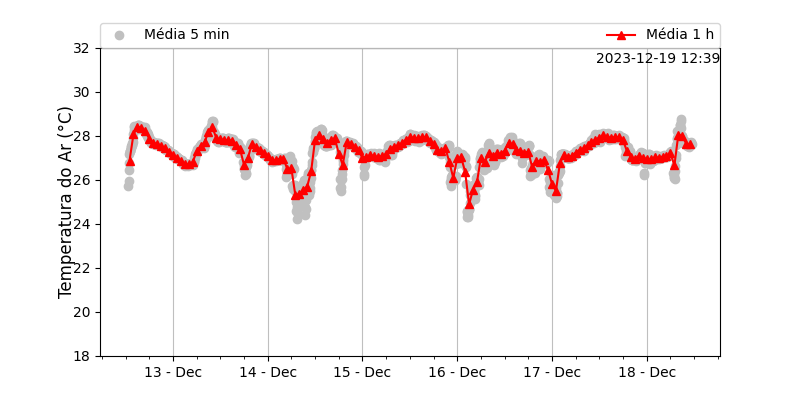 Média 5 min
Média 1 h
2023-12-19 12:39
Temperatura do Ar (°C)
32
30
28
26
24
22
20
18
13 - Dec
14 - Dec
15 - Dec
16 - Dec
17 - Dec
18 - Dec